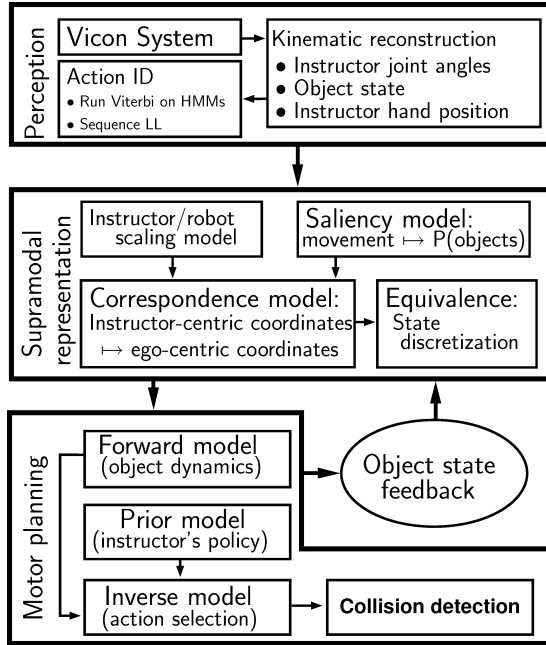 Perception
Vicon System
Kinematic reconstruction
• Instructor joint angles
• Object state
• Instructor hand position
Action ID
• Run Viterbi on HMMs
• Sequence LL
Supramodal
representation
Instructor/robot
scaling model
Saliency model:
movement ↦ P(objects)
Correspondence model:
Instructor-centric coordinates
↦ ego-centric coordinates
Equivalence:
State
discretization
Motor planning
Forward model
(object dynamics)
Object state
feedback
Prior model
(instructor's policy)
Inverse model
(action selection)
Collision detection